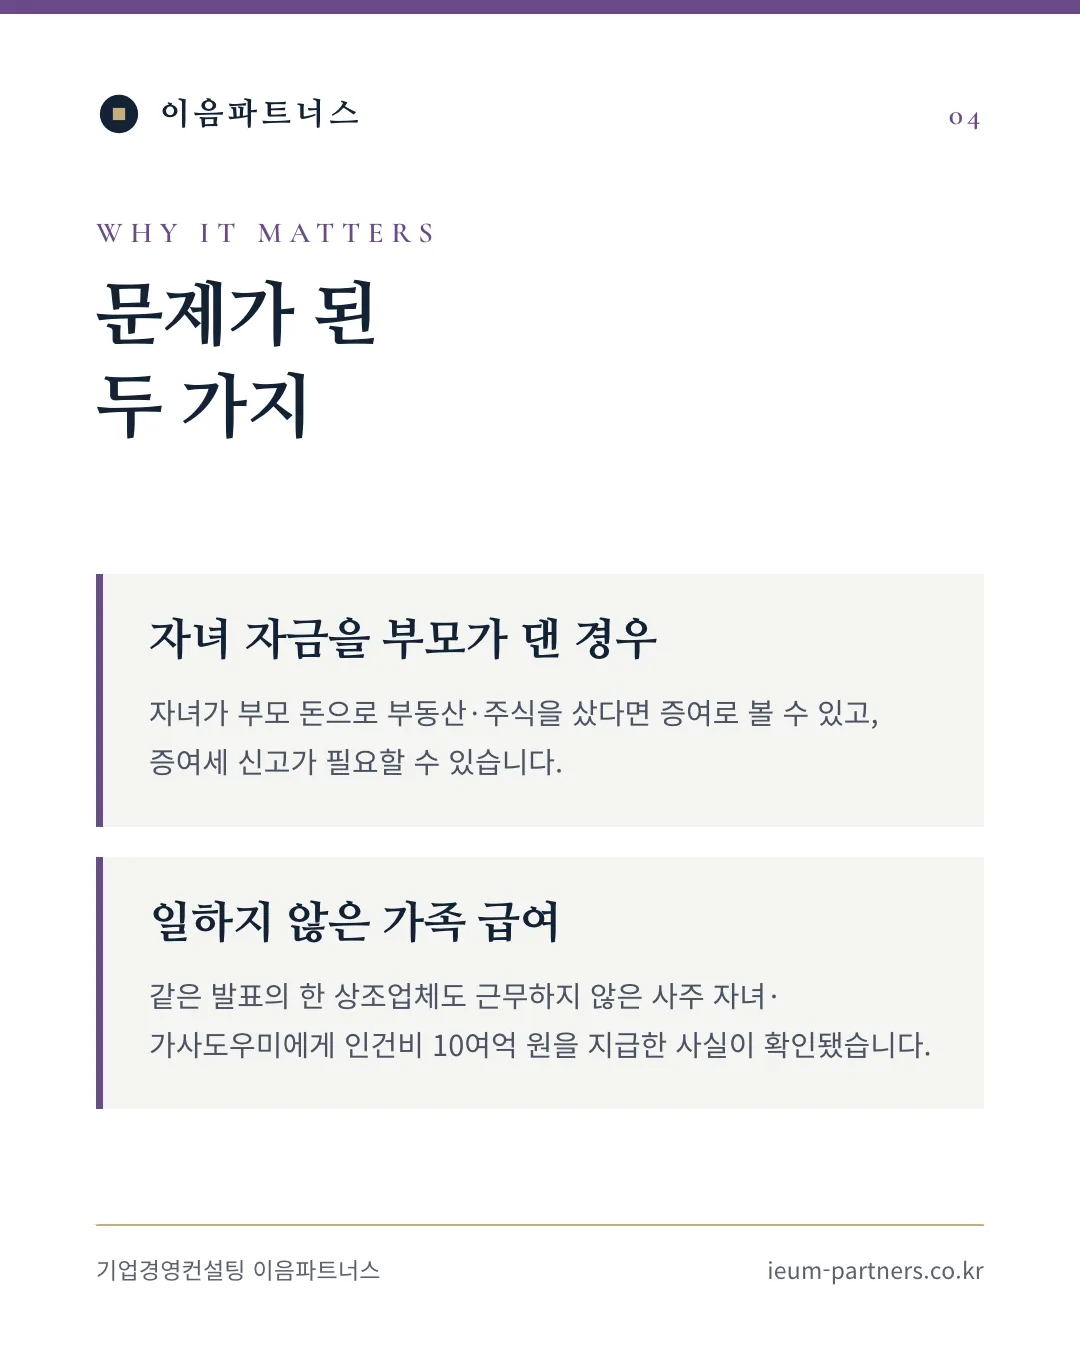 이음파트너스
04
WHY IT MATTERS
문제가 된
두 가지
자녀 자금을 부모가 댄 경우
자녀가 부모 돈으로 부동산·주식을 샀다면 증여로 볼 수 있고,
증여세 신고가 필요할 수 있습니다.
일하지 않은 가족 급여
같은 발표의 한 상조업체도 근무하지 않은 사주 자녀·
가사도우미에게 인건비 10여억 원을 지급한 사실이 확인됐습니다.
기업경영컨설팅 이음파트너스
ieum-partners.co.kr